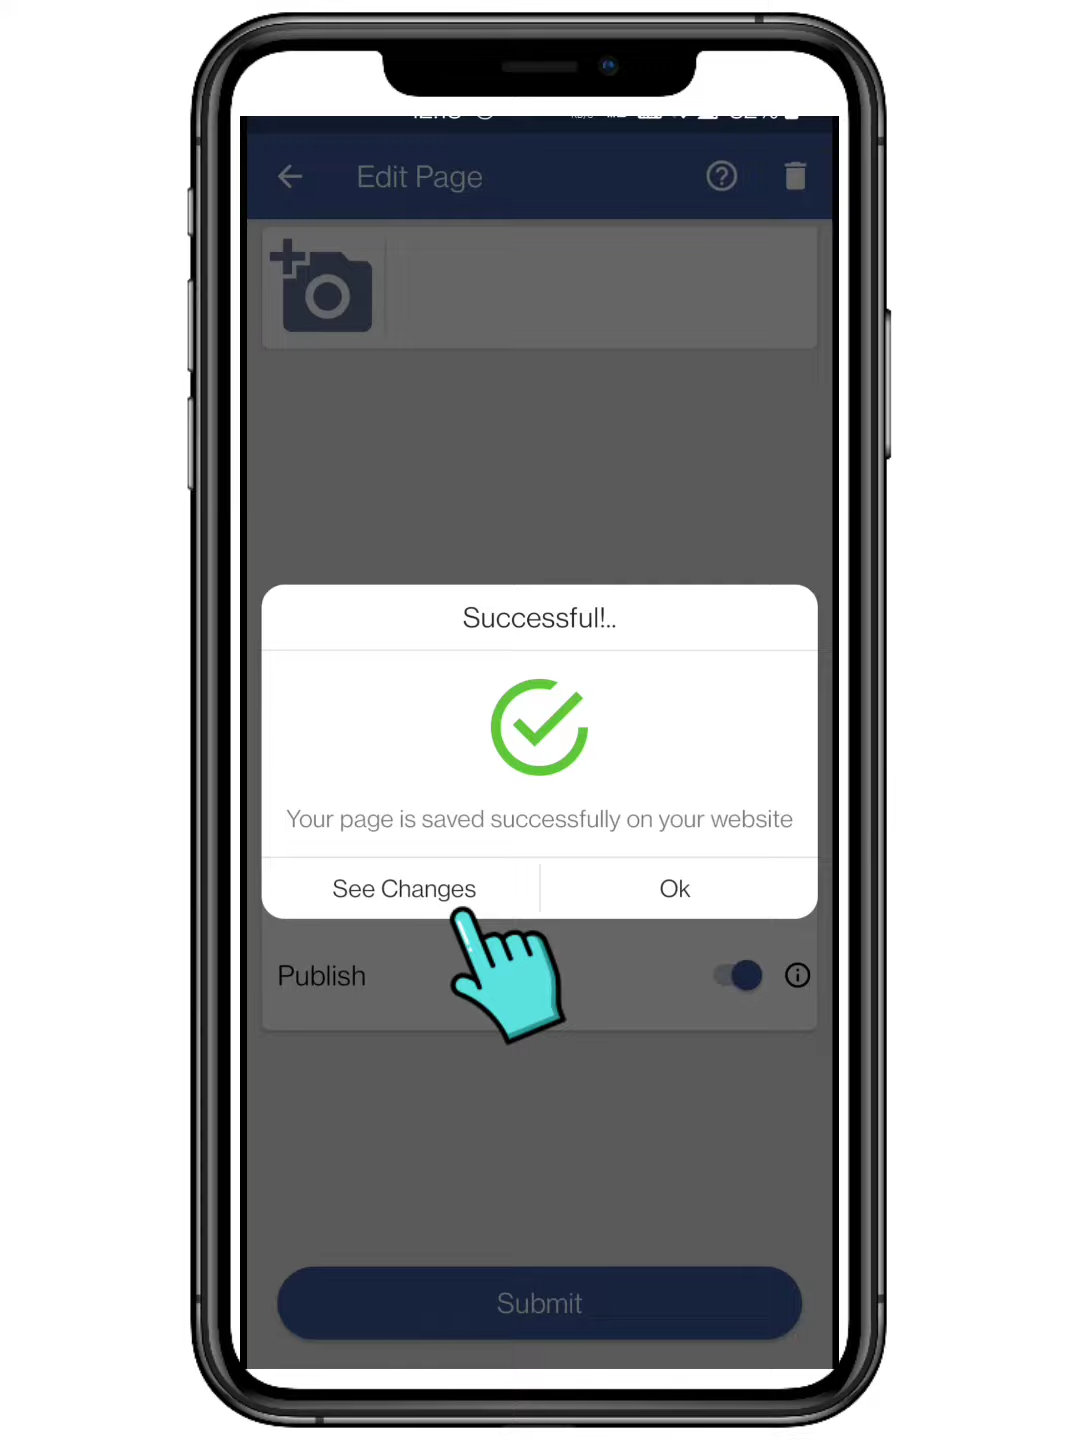 Edit Page
Successful!..
Your page is saved successfully on your website
See Changes
Ok
Publish
Submit